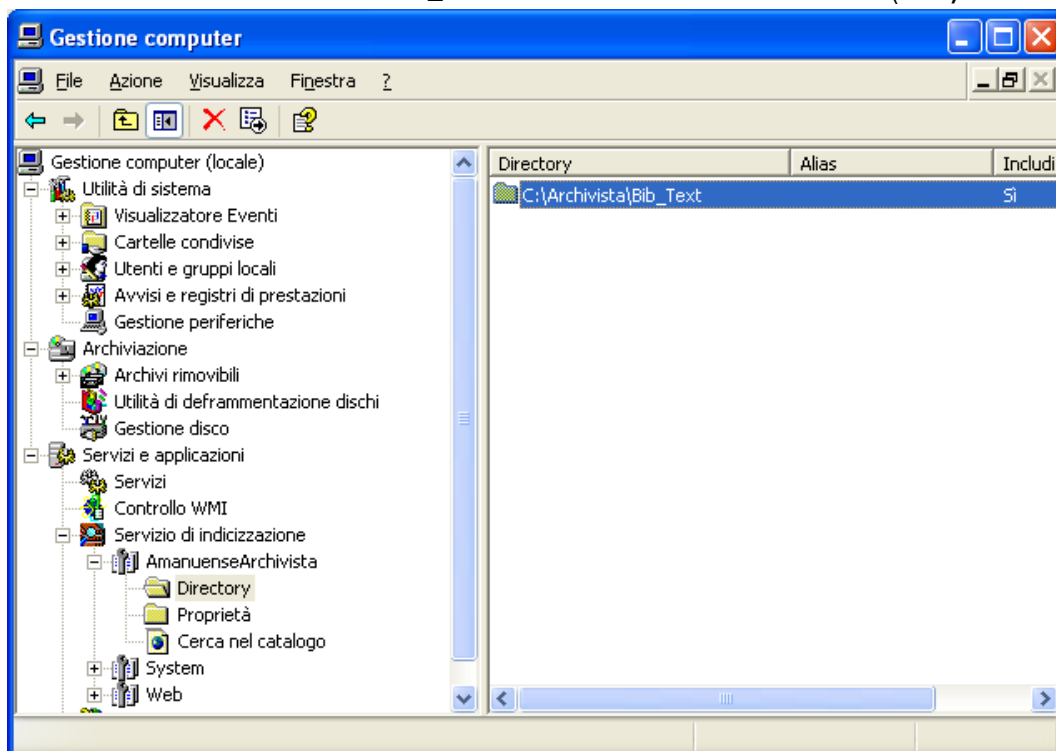 Gestione computer
File Azione Visualizza Finestra ?
Gestione computer (locale)
Utilità di sistema
Visualizzatore Eventi
Cartelle condivise
Utenti e gruppi locali
Avvisi e registri di prestazioni
Gestione periferiche
Archiviazione
Archivi rimovibili
Utilità di deframmentazione dischi
Gestione disco
Servizi e applicazioni
Servizi
Controllo WMI
Servizio di indicizzazione
AmanuenseArchivista
Directory
Proprietà
Cerca nel catalogo
System
Web
Directory Alias Includi
C:\Archivista\Bib_Text Sì